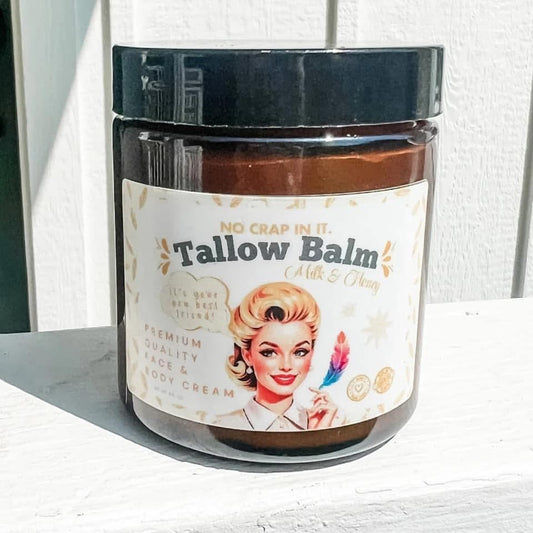 NO CRAP IN IT.
Tallow Balm
Milk & Honey
it's your
new best
friend!
PREMIUM
QUALITY
FACE &
BODY CREAM